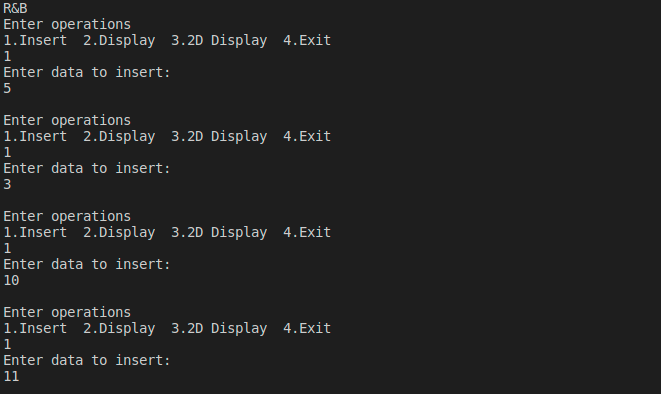 R&B
Enter operations
1.Insert  2.Display  3.2D Display  4.Exit
1
Enter data to insert:
5

Enter operations
1.Insert  2.Display  3.2D Display  4.Exit
1
Enter data to insert:
3

Enter operations
1.Insert  2.Display  3.2D Display  4.Exit
1
Enter data to insert:
10

Enter operations
1.Insert  2.Display  3.2D Display  4.Exit
1
Enter data to insert:
11